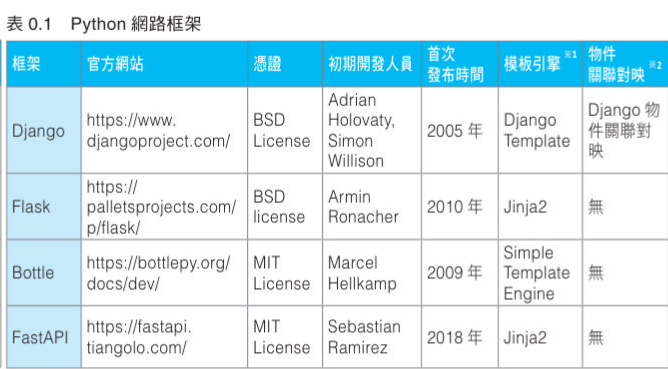 表 0.1 Python 網路框架
框架 官方網站 憑證 初期開發人員 首次發布時間 模板引擎※1 物件關聯對映※2
Django https://www.djangoproject.com/ BSD License Adrian Holovaty, Simon Willison 2005 年 Django Template Django 物件關聯對映
Flask https://palletsprojects.com/p/flask/ BSD license Armin Ronacher 2010 年 Jinja2 無
Bottle https://bottlepy.org/docs/dev/ MIT License Marcel Hellkamp 2009 年 Simple Template Engine 無
FastAPI https://fastapi.tiangolo.com/ MIT License Sebastian Ramirez 2018 年 Jinja2 無